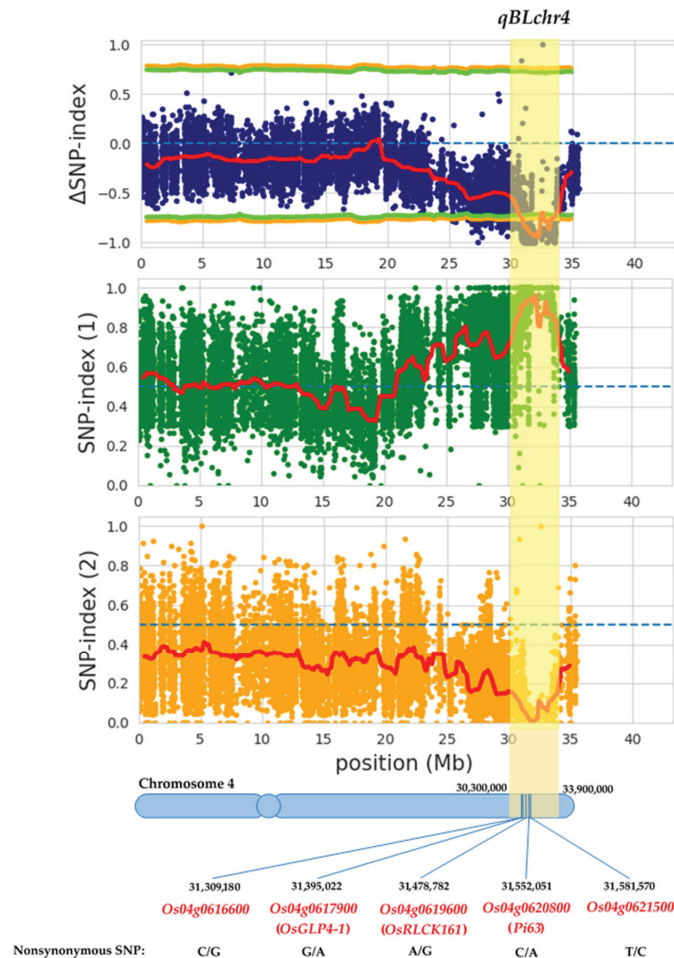 qBLchr4
ΔSNP-index
1.0
0.5
0.0
−0.5
−1.0
0 5 10 15 20 25 30 35 40
SNP-index (1)
1.0
0.8
0.6
0.4
0.2
0.0
0 5 10 15 20 25 30 35 40
SNP-index (2)
1.0
0.8
0.6
0.4
0.2
0.0
0 5 10 15 20 25 30 35 40
position (Mb)
Chromosome 4 30,300,000 33,900,000
31,309,180 31,395,022 31,478,782 31,552,051 31,581,570
Os04g0616600 Os04g0617900 Os04g0619600 Os04g0620800 Os04g0621500
(OsGLP4-1) (OsRLCK161) (Pi63)
Nonsynonymous SNP: C/G G/A A/G C/A T/C